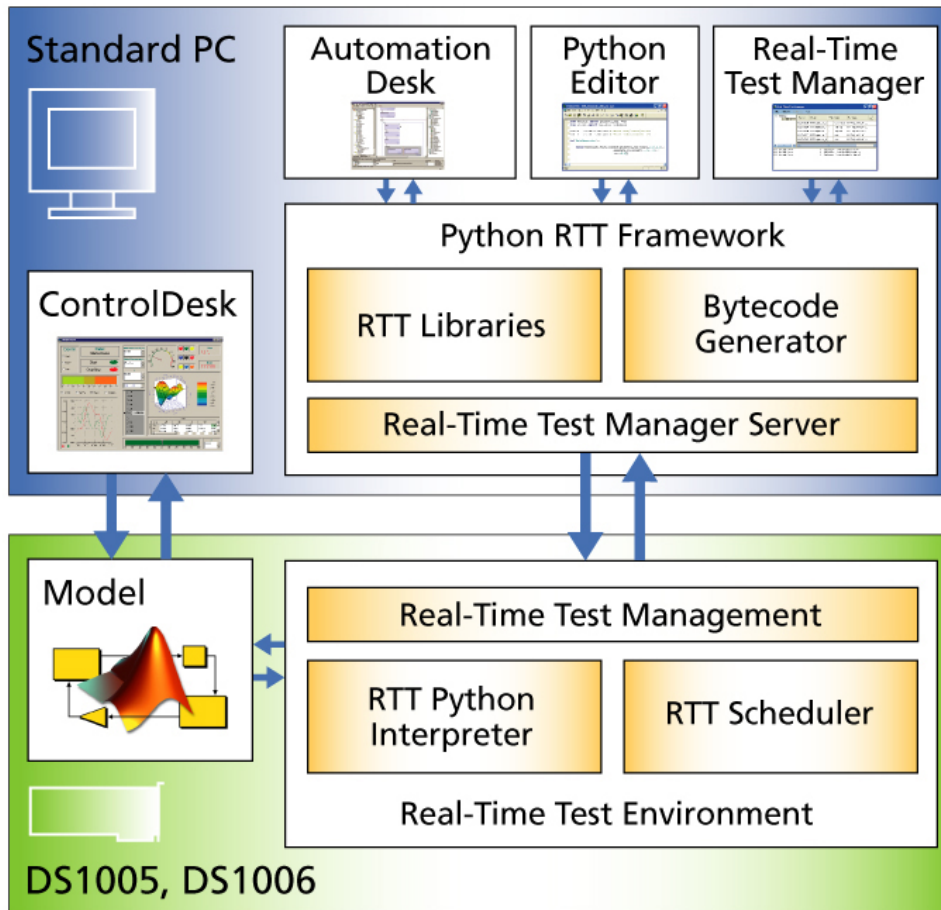 Standard PC
Automation
Desk
Python
Editor
Real-Time
Test Manager
Python RTT Framework
ControlDesk
RTT Libraries
Bytecode
Generator
Real-Time Test Manager Server
Model
Real-Time Test Management
RTT Python
Interpreter
RTT Scheduler
Real-Time Test Environment
DS1005, DS1006